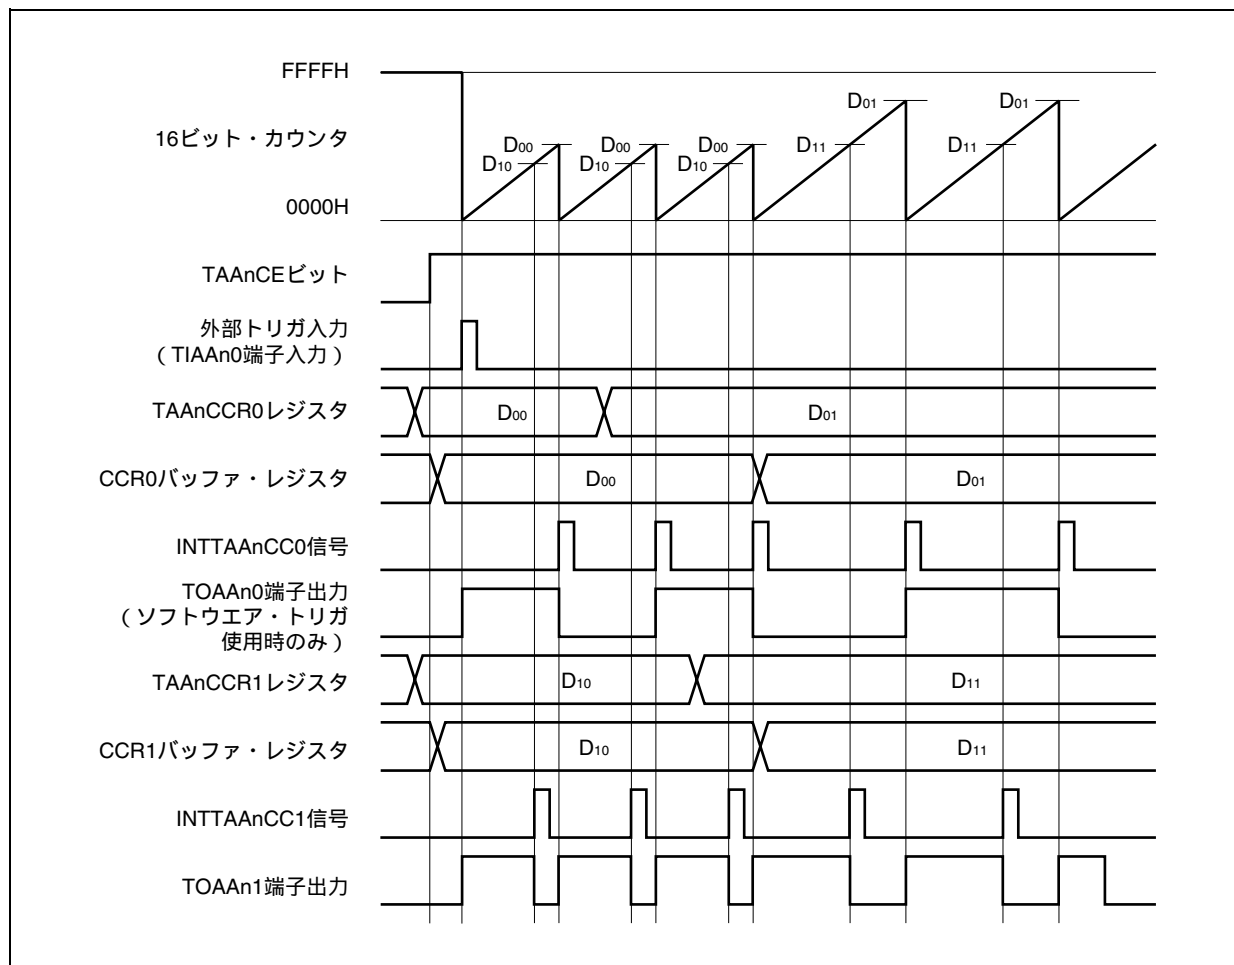 FFFFH
16ビット・カウンタ
0000H
D01 D01
D00 D00 D00 D11 D11
D10 D10 D10
TAAnCEビット
外部トリガ入力
（TIAAn0端子入力）
TAAnCCR0レジスタ D00 D01
CCR0バッファ・レジスタ D00 D01
INTTAAnCC0信号
TOAAn0端子出力
（ソフトウエア・トリガ
使用時のみ）
TAAnCCR1レジスタ D10 D11
CCR1バッファ・レジスタ D10 D11
INTTAAnCC1信号
TOAAn1端子出力